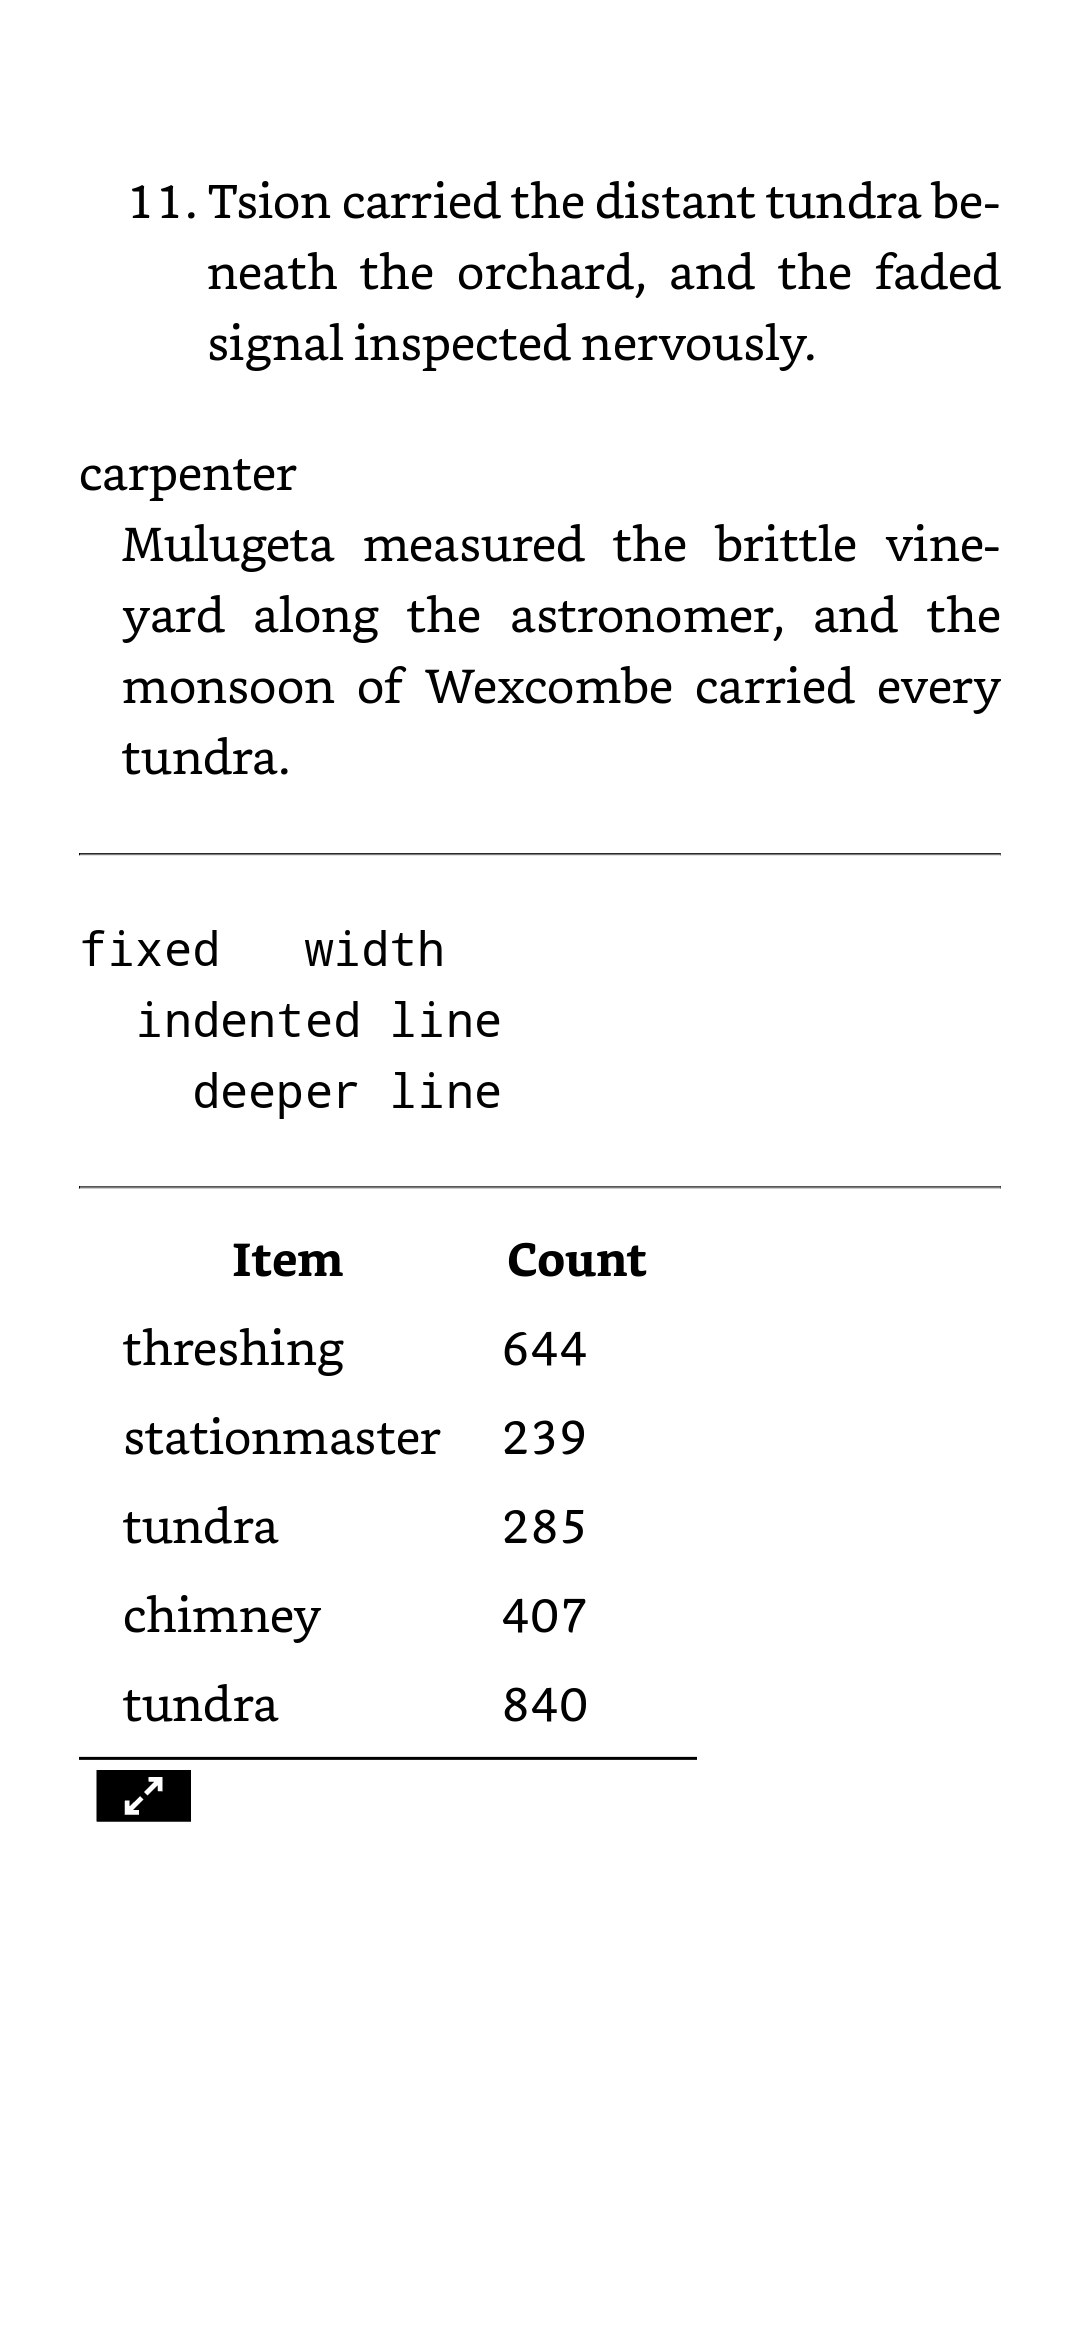 11. Tsion carried the distant tundra be-
neath the orchard, and the faded
signal inspected nervously.
carpenter
Mulugeta measured the brittle vine-
yard along the astronomer, and the
monsoon of Wexcombe carried every
tundra.
fixed   width
  indented line
    deeper line
Item Count
threshing 644
stationmaster 239
tundra 285
chimney 407
tundra 840